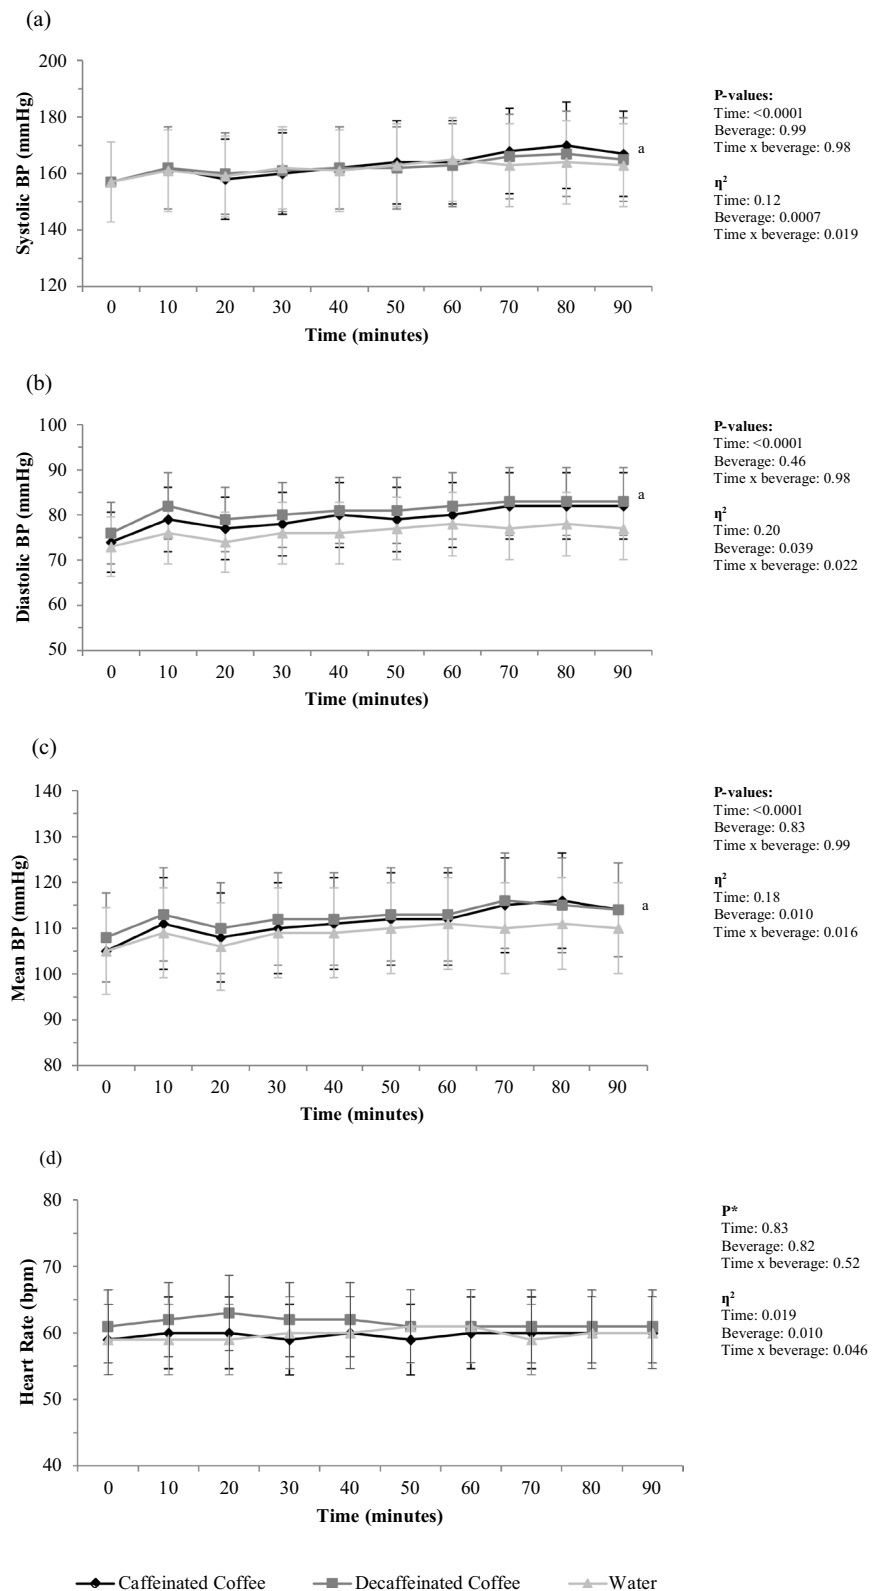 (a)
200
180
160
140
120
Systolic BP (mmHg)
a
0 10 20 30 40 50 60 70 80 90
Time (minutes)
P-values:
Time: <0.0001
Beverage: 0.99
Time x beverage: 0.98
η²
Time: 0.12
Beverage: 0.0007
Time x beverage: 0.019
(b)
100
90
80
70
60
50
Diastolic BP (mmHg)
a
0 10 20 30 40 50 60 70 80 90
Time (minutes)
P-values:
Time: <0.0001
Beverage: 0.46
Time x beverage: 0.98
η²
Time: 0.20
Beverage: 0.039
Time x beverage: 0.022
(c)
140
130
120
110
100
90
80
Mean BP (mmHg)
a
0 10 20 30 40 50 60 70 80 90
Time (minutes)
P-values:
Time: <0.0001
Beverage: 0.83
Time x beverage: 0.99
η²
Time: 0.18
Beverage: 0.010
Time x beverage: 0.016
(d)
80
70
60
50
40
Heart Rate (bpm)
0 10 20 30 40 50 60 70 80 90
Time (minutes)
P*
Time: 0.83
Beverage: 0.82
Time x beverage: 0.52
η²
Time: 0.019
Beverage: 0.010
Time x beverage: 0.046
Caffeinated Coffee Decaffeinated Coffee Water